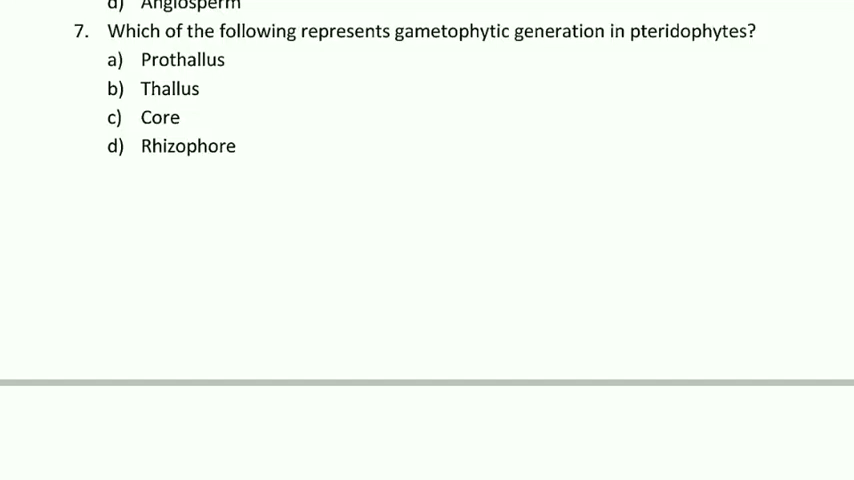 d) Angiosperm
7. Which of the following represents gametophytic generation in pteridophytes?
a) Prothallus
b) Thallus
c) Core
d) Rhizophore